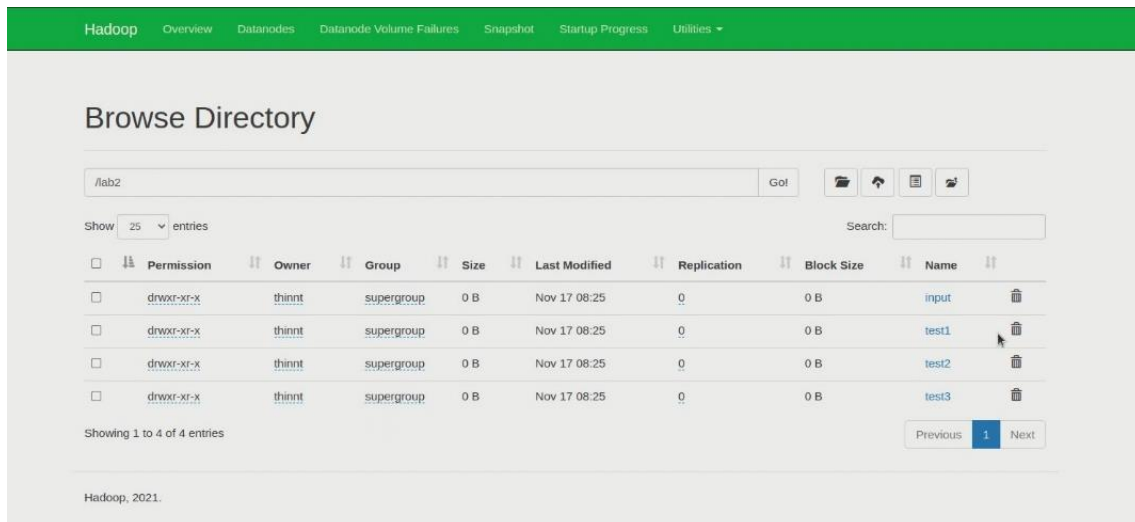 Hadoop Overview Datanodes Datanode Volume Failures Snapshot Startup Progress Utilities
Browse Directory
/lab2 Go!
Show 25 entries Search:
Permission Owner Group Size Last Modified Replication Block Size Name
drwxr-xr-x thinnt supergroup 0 B Nov 17 08:25 0 0 B input
drwxr-xr-x thinnt supergroup 0 B Nov 17 08:25 0 0 B test1
drwxr-xr-x thinnt supergroup 0 B Nov 17 08:25 0 0 B test2
drwxr-xr-x thinnt supergroup 0 B Nov 17 08:25 0 0 B test3
Showing 1 to 4 of 4 entries Previous 1 Next
Hadoop, 2021.